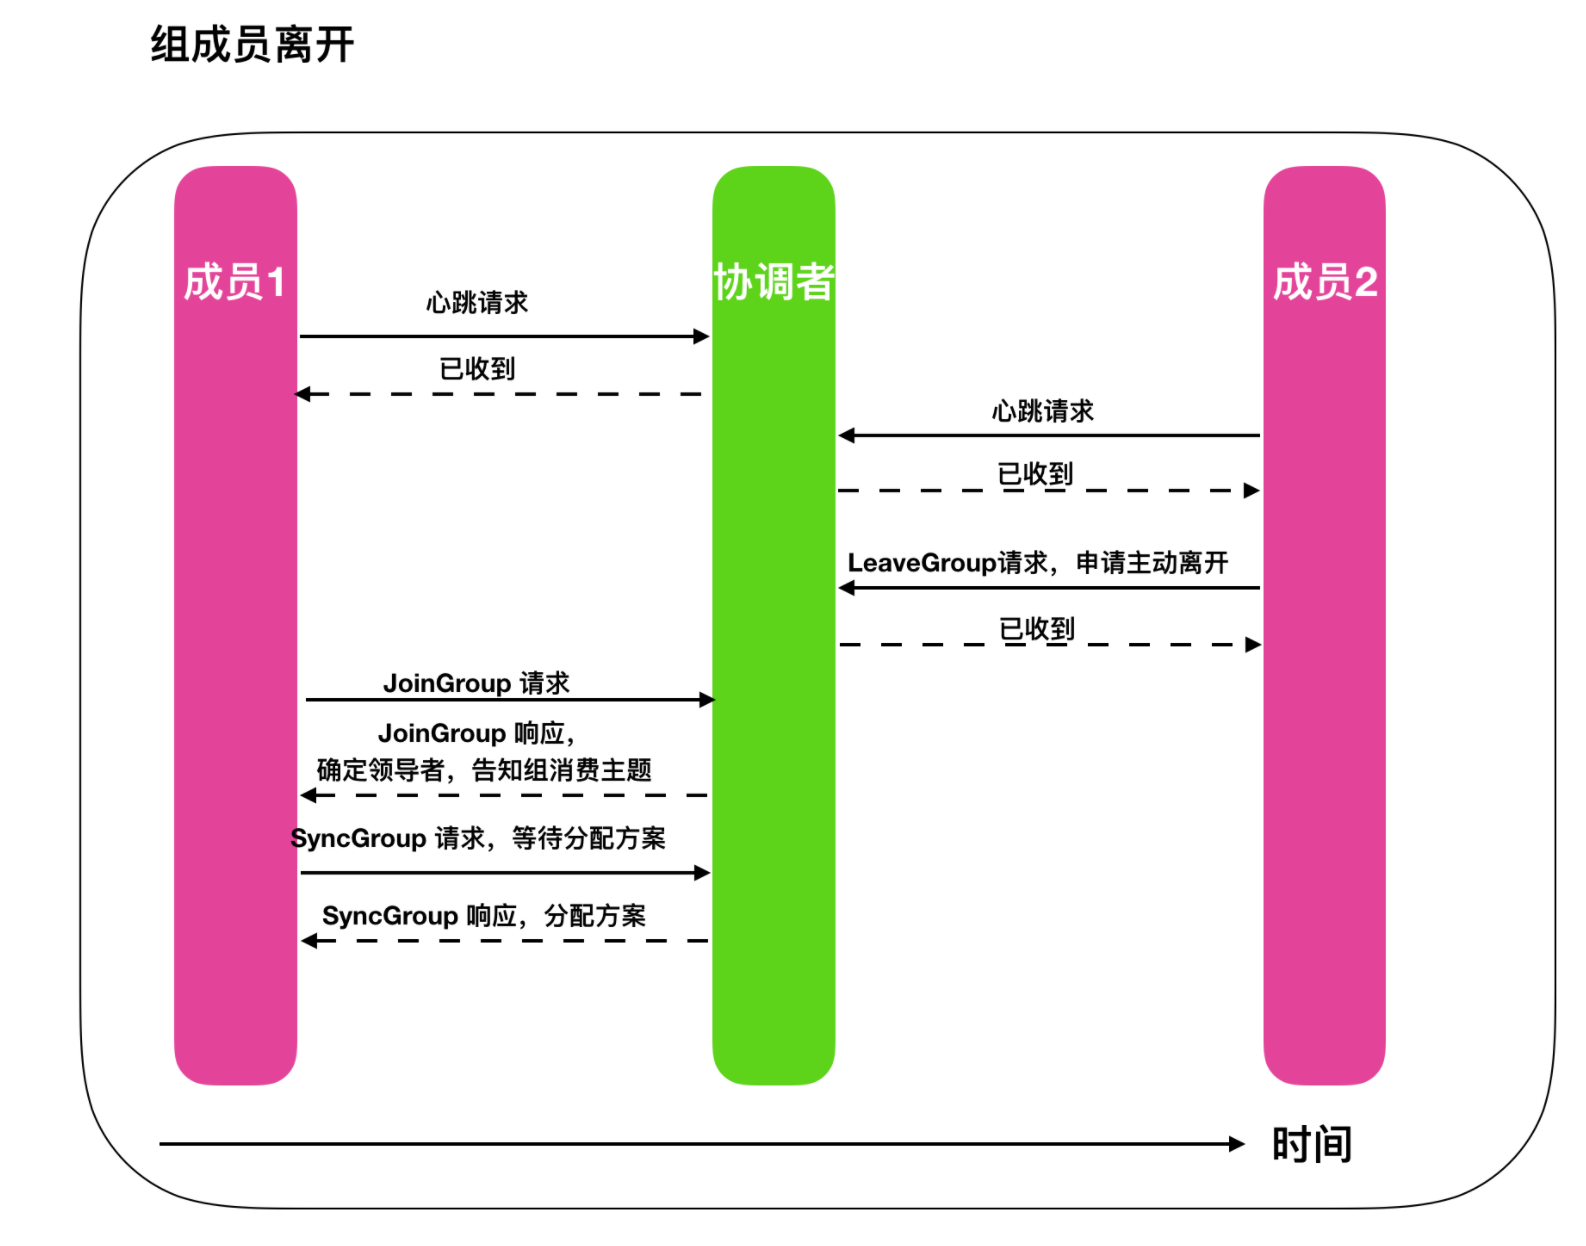 组成员离开
成员1
协调者
成员2
心跳请求
已收到
心跳请求
已收到
LeaveGroup请求，申请主动离开
已收到
JoinGroup 请求
JoinGroup 响应，
确定领导者，告知组消费主题
SyncGroup 请求，等待分配方案
SyncGroup 响应，分配方案
时间